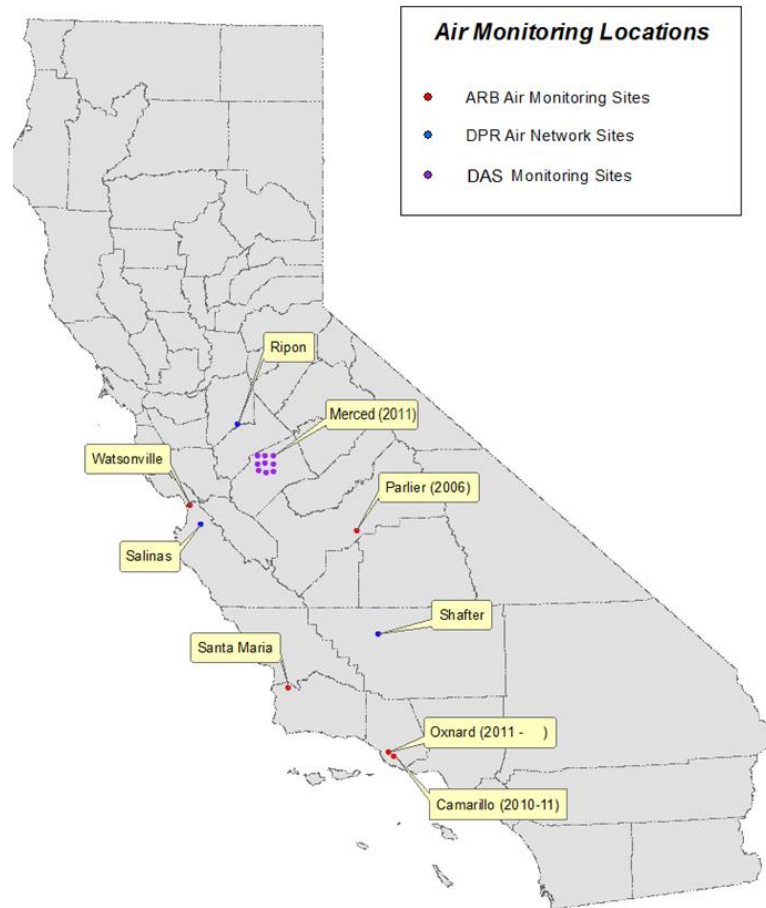 Air Monitoring Locations
ARB Air Monitoring Sites
DPR Air Network Sites
DAS Monitoring Sites
Ripon
Merced (2011)
Watsonville
Parlier (2006)
Salinas
Shafter
Santa Maria
Oxnard (2011 - )
Camarillo (2010-11)